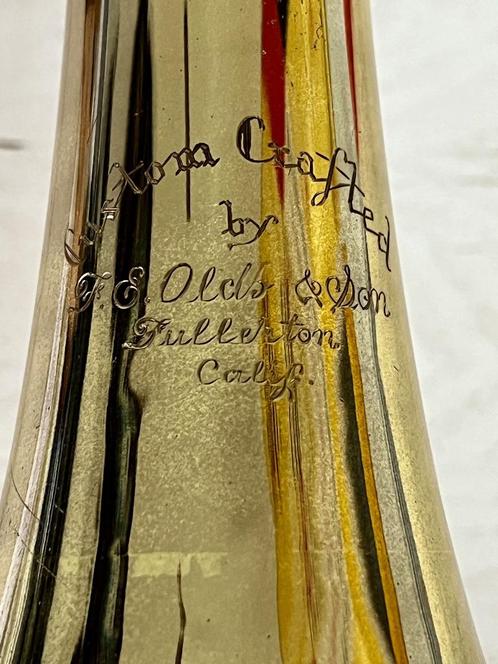 Custom Crafted
by
F. E. Olds & Son
Fullerton
Calif.